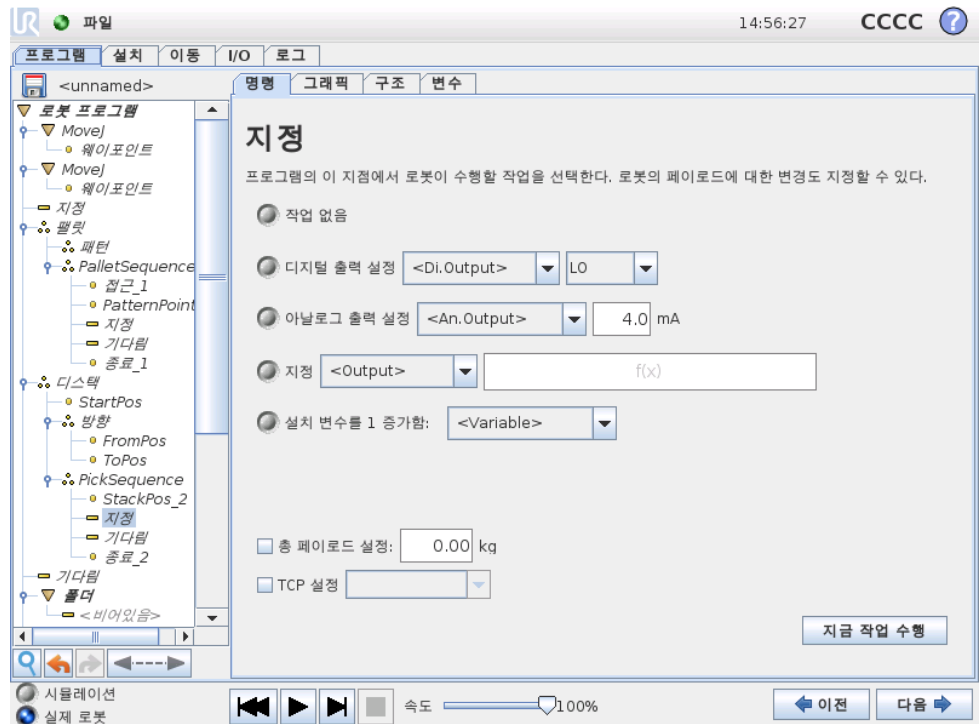 UR 파일 14:56:27 CCCC ?
프로그램 설치 이동 I/O 로그
<unnamed>
명령 그래픽 구조 변수
로봇 프로그램
MoveJ
웨이포인트
MoveJ
웨이포인트
지정
팰릿
패턴
PalletSequence
접근_1
PatternPoint
지정
기다림
종료_1
디스택
StartPos
방향
FromPos
ToPos
PickSequence
StackPos_2
지정
기다림
종료_2
기다림
폴더
<비어있음>
지정
프로그램의 이 지점에서 로봇이 수행할 작업을 선택한다. 로봇의 페이로드에 대한 변경도 지정할 수 있다.
작업 없음
디지털 출력 설정 <Di.Output> LO
아날로그 출력 설정 <An.Output> 4.0 mA
지정 <Output> f(x)
설치 변수를 1 증가함: <Variable>
총 페이로드 설정: 0.00 kg
TCP 설정
지금 작업 수행
시뮬레이션
실제 로봇
속도 100%
이전 다음